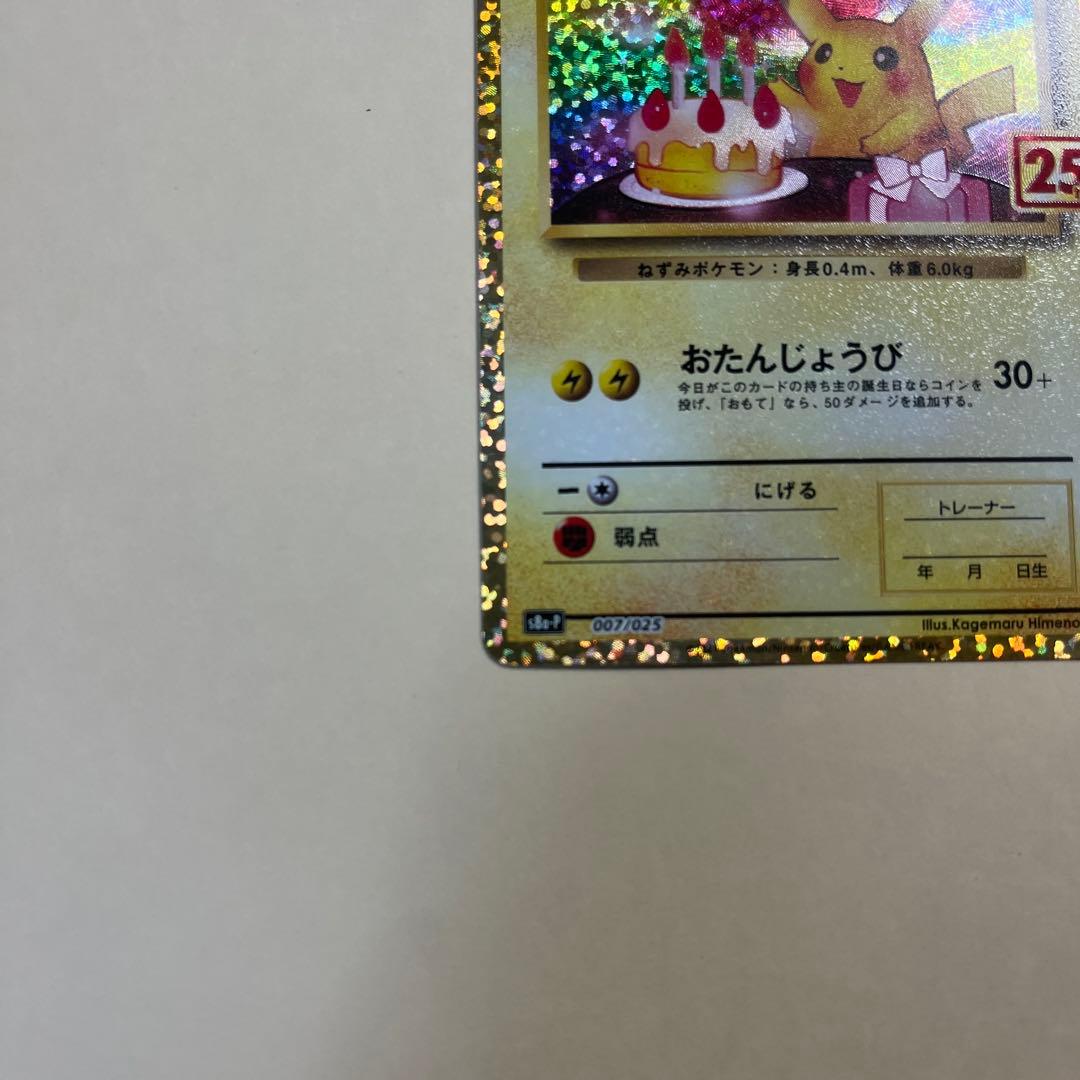 25
ねずみポケモン：身長0.4m、体重6.0kg
おたんじょうび 30+
今日がこのカードの持ち主の誕生日ならコインを
投げ、「おもて」なら、50ダメージを追加する。
ー にげる
弱点
トレーナー
年 月 日生
s8a-P 007/025 Illus.Kagemaru Himeno